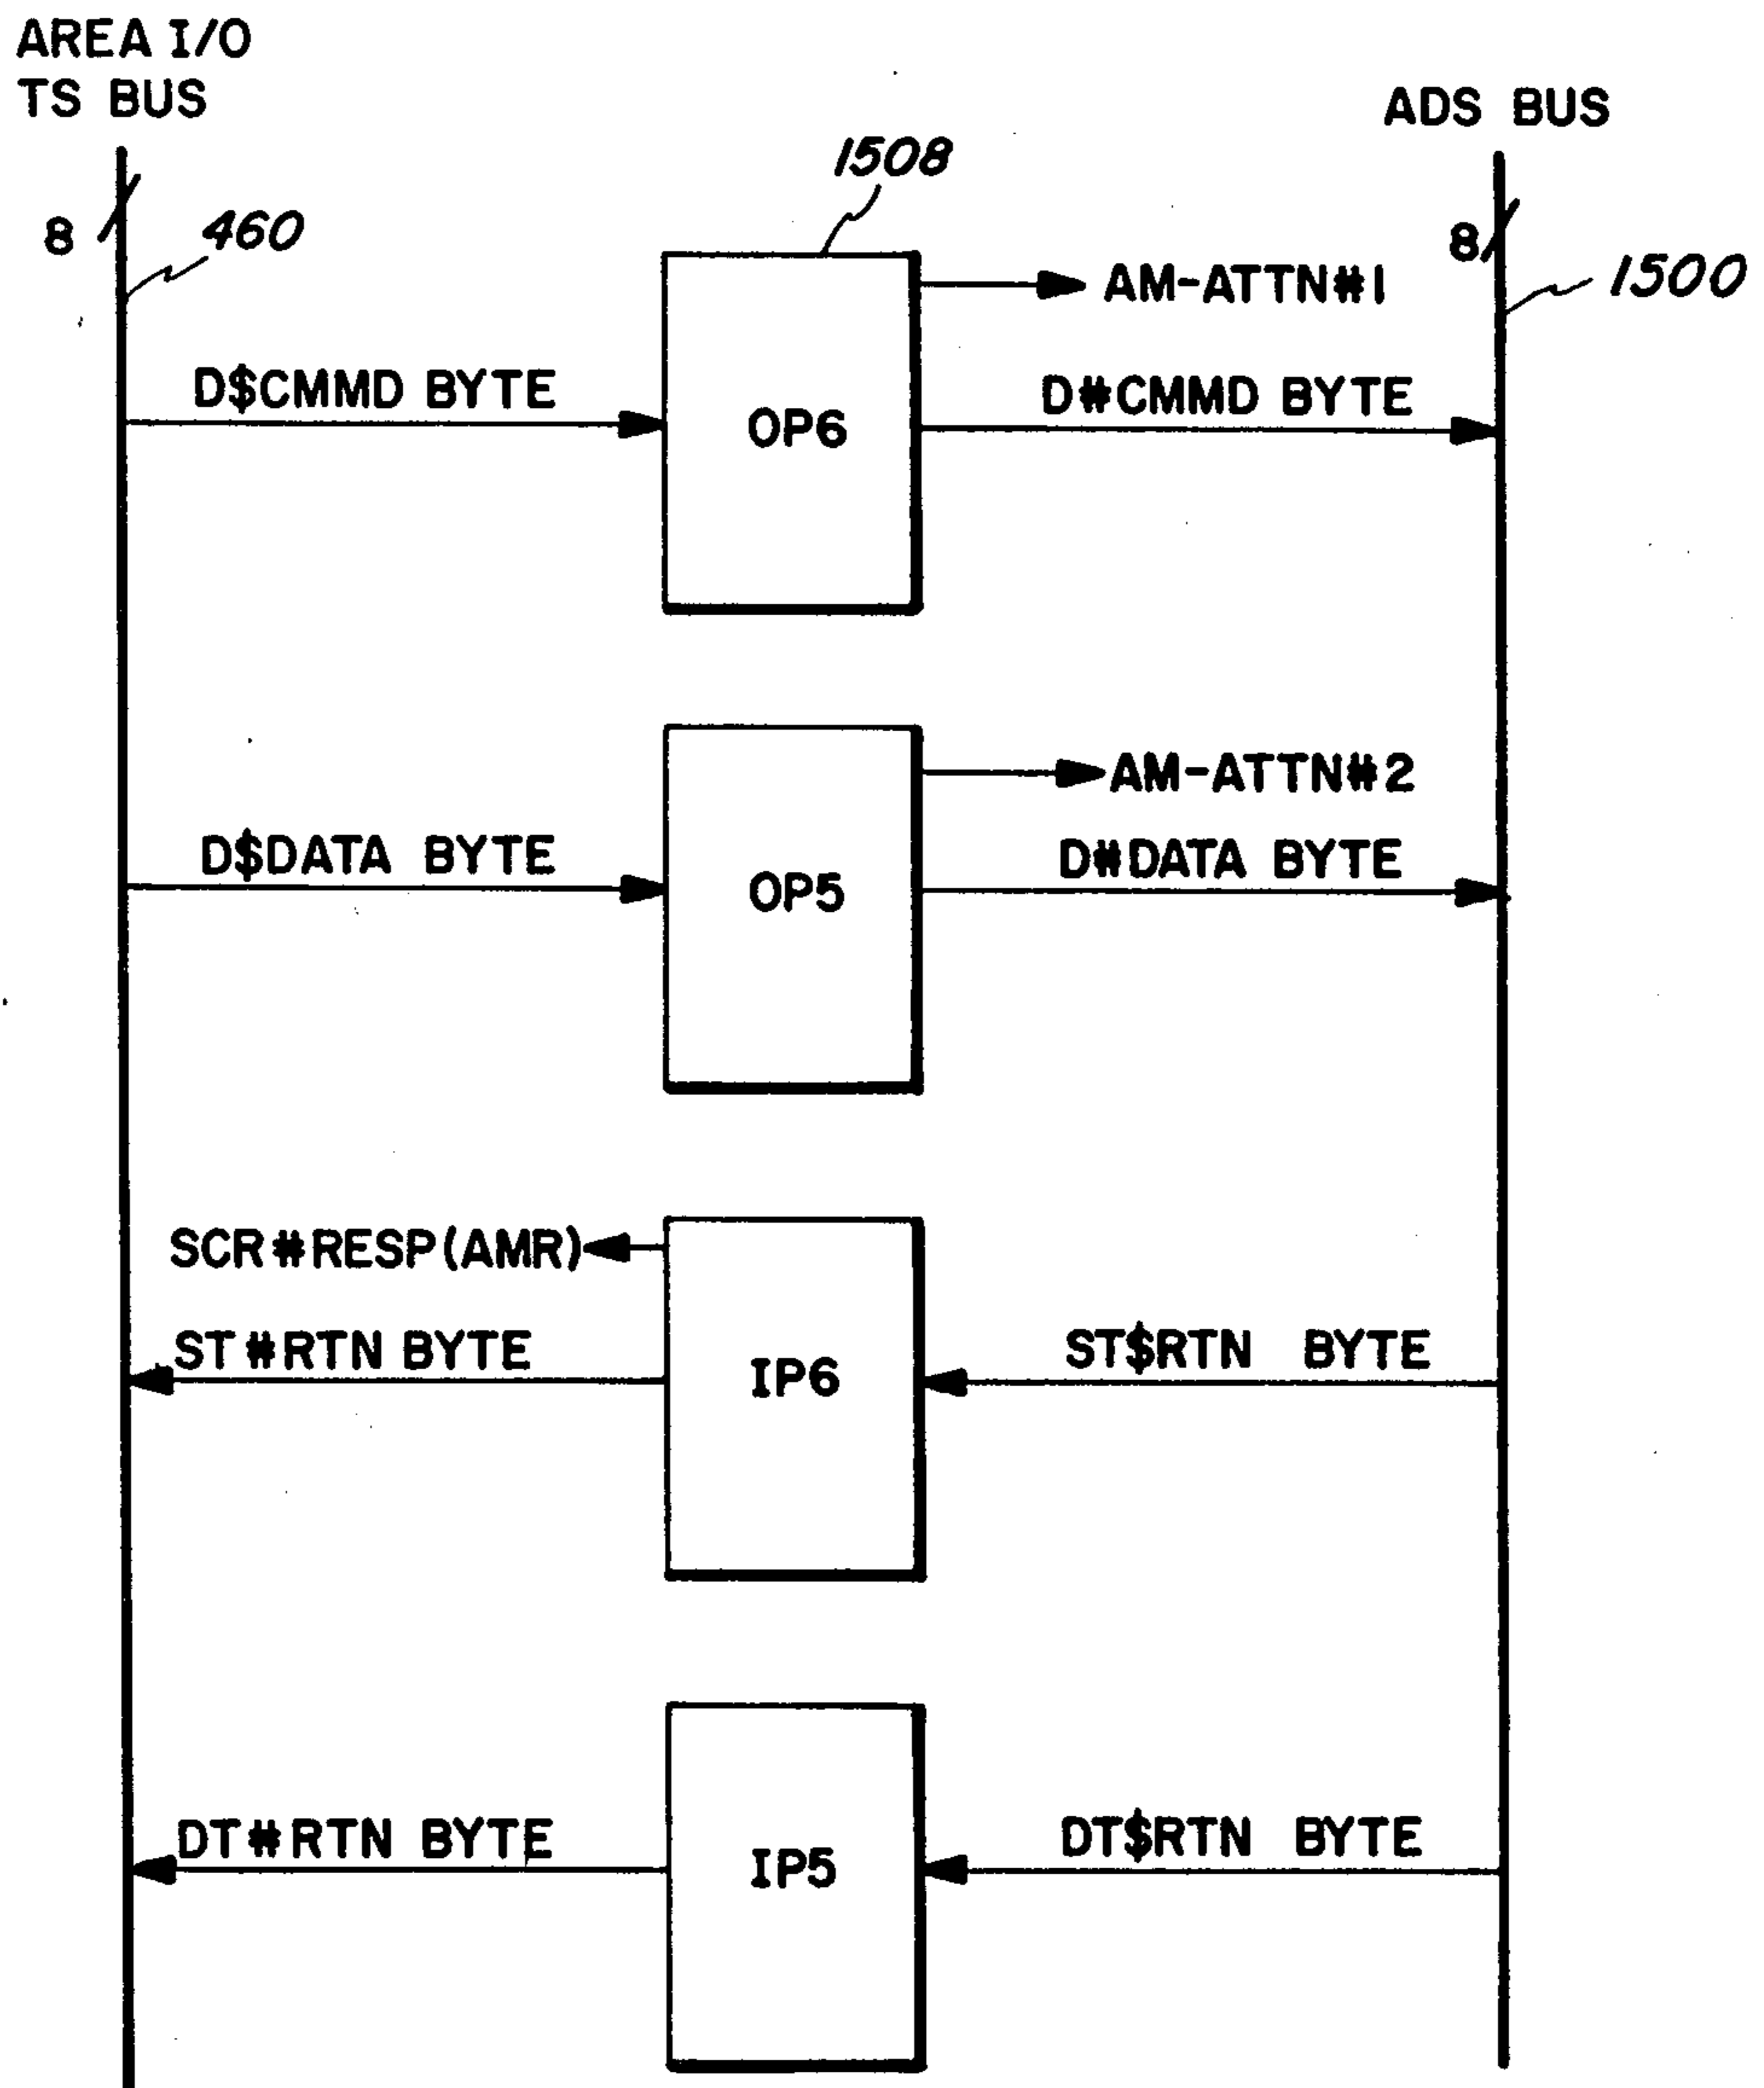 AREA I/O
TS BUS
ADS BUS
1508
8
460
8
1500
AM-ATTN#1
D$CMMD BYTE
D#CMMD BYTE
OP6
AM-ATTN#2
D$DATA BYTE
D#DATA BYTE
OP5
SCR#RESP(AMR)
ST#RTN BYTE
ST$RTN BYTE
IP6
DT#RTN BYTE
DT$RTN BYTE
IP5